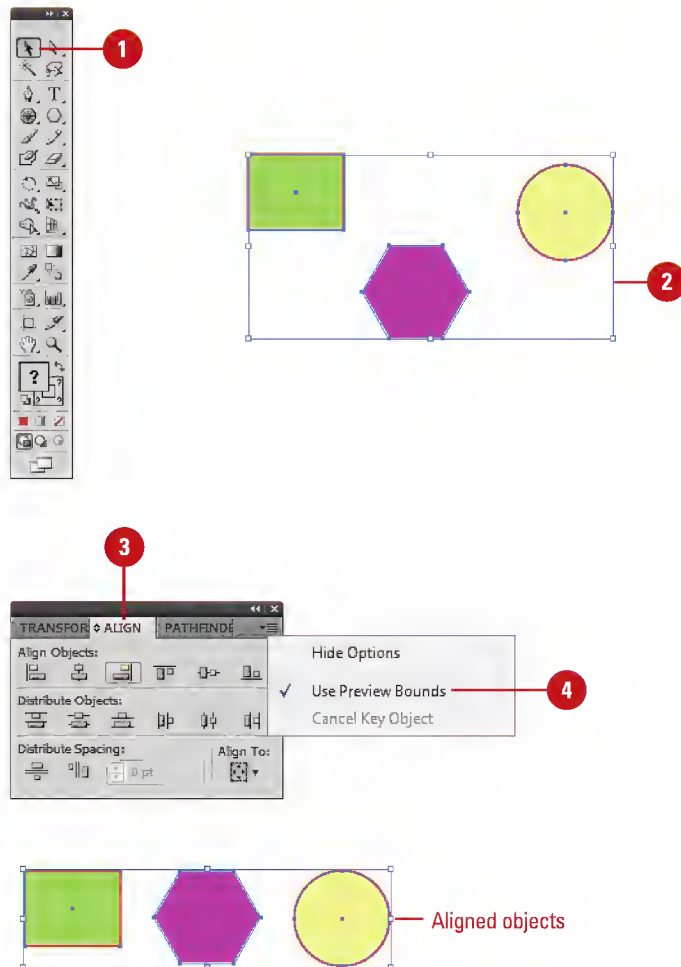 1
T
2
?
?
?
?
3
TRANSFOR ALIGN PATHFINDE
Align Objects:
Hide Options
Use Preview Bounds
4
Distribute Objects:
Cancel Key Object
Distribute Spacing:
Align To:
0 pt
Aligned objects